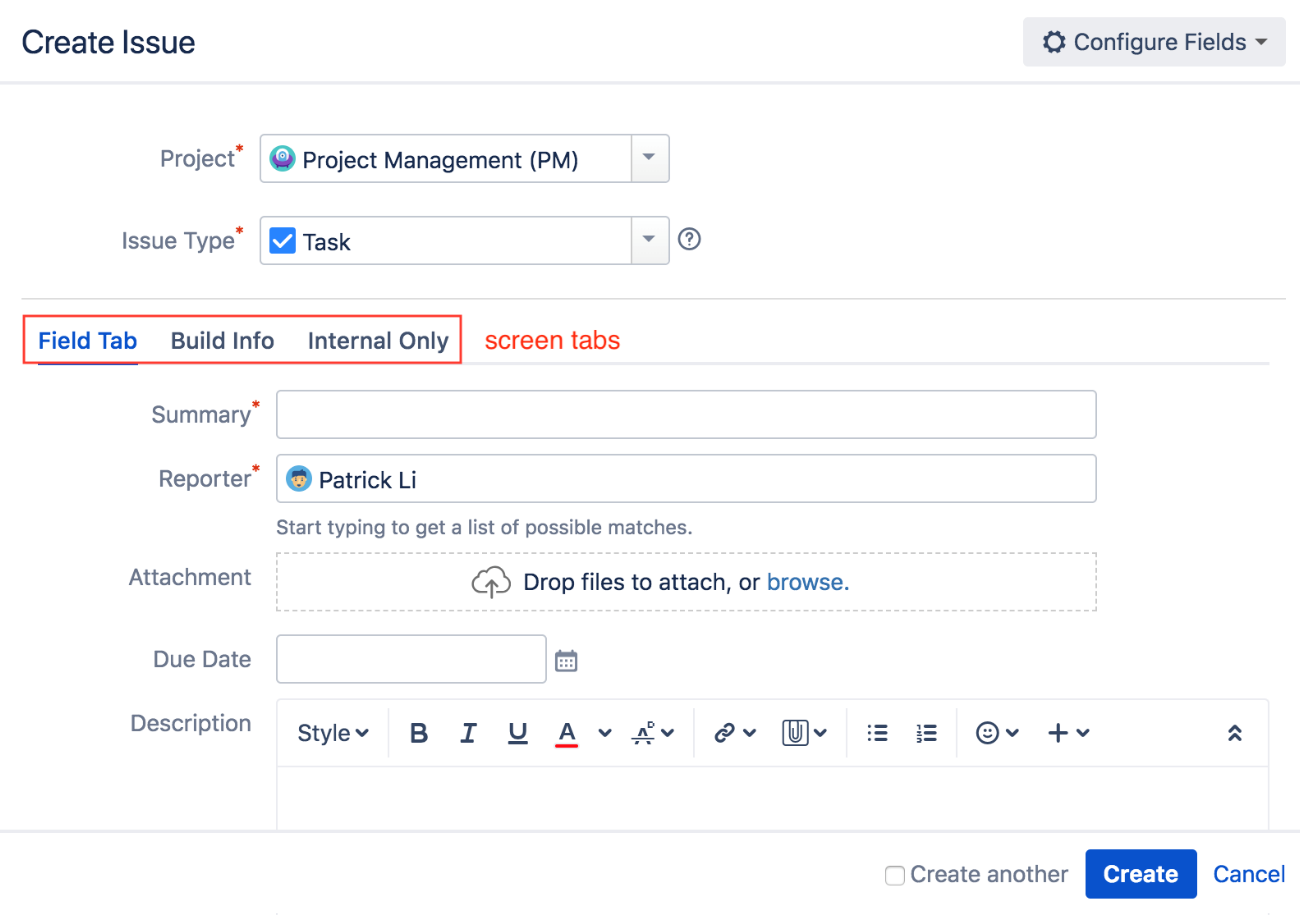 Create Issue
Configure Fields
Project*
Project Management (PM)
Issue Type*
Task
Field Tab Build Info Internal Only screen tabs
Summary*
Reporter*
Patrick Li
Start typing to get a list of possible matches.
Attachment
Drop files to attach, or browse.
Due Date
Description
Style B I U A
Create another Create Cancel